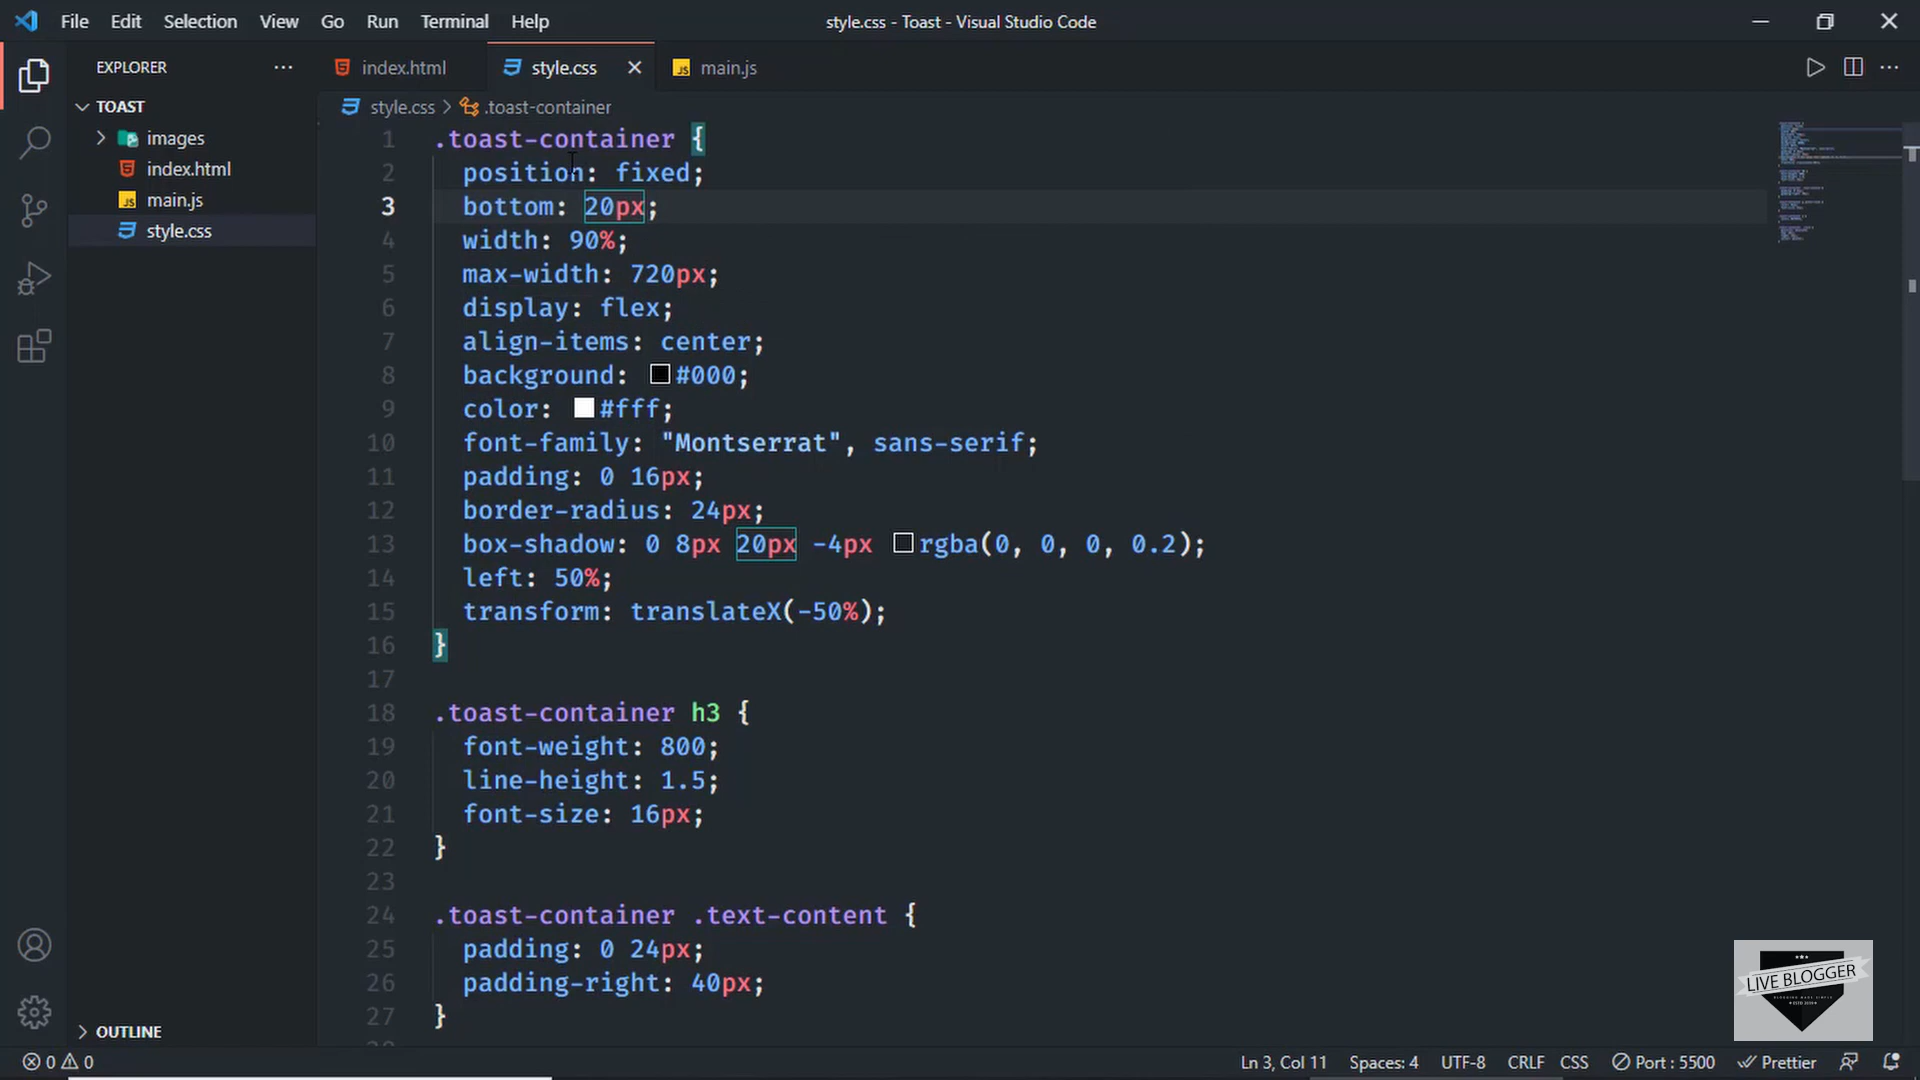 File Edit Selection View Go Run Terminal Help
style.css - Toast - Visual Studio Code
EXPLORER
TOAST
images
index.html
main.js
style.css
OUTLINE
index.html style.css main.js
style.css > .toast-container
1 .toast-container {
2 position: fixed;
3 bottom: 20px;
4 width: 90%;
5 max-width: 720px;
6 display: flex;
7 align-items: center;
8 background: #000;
9 color: #fff;
10 font-family: "Montserrat", sans-serif;
11 padding: 0 16px;
12 border-radius: 24px;
13 box-shadow: 0 8px 20px -4px rgba(0, 0, 0, 0.2);
14 left: 50%;
15 transform: translateX(-50%);
16 }
17
18 .toast-container h3 {
19 font-weight: 800;
20 line-height: 1.5;
21 font-size: 16px;
22 }
23
24 .toast-container .text-content {
25 padding: 0 24px;
26 padding-right: 40px;
27 }
LIVE BLOGGER
0 0
Ln 3, Col 11 Spaces: 4 UTF-8 CRLF CSS Port : 5500 Prettier